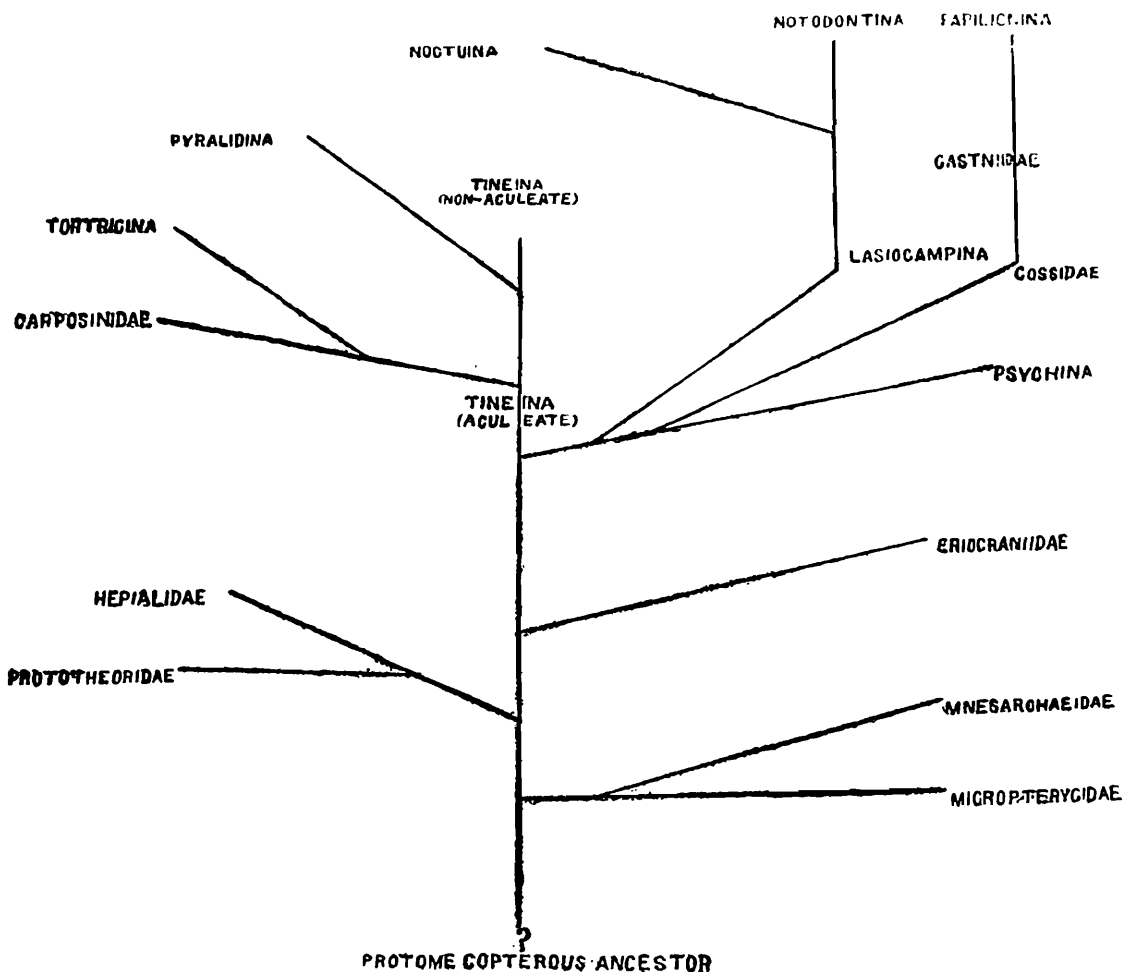 NOTODONTINA
PAPILIONINA
NOCTUINA
PYRALIDINA
CASTNIIDAE
TINEINA
(NON-ACULEATE)
TORTRICINA
LASIOCAMPINA
COSSIDAE
CARPOSINIDAE
PSYCHINA
TINEINA
(ACULEATE)
ERIOCRANIIDAE
HEPIALIDAE
PROTOTHEORIDAE
MNESARCHAEIDAE
MICROPTERYGIDAE
?
PROTOMECOPTEROUS ANCESTOR